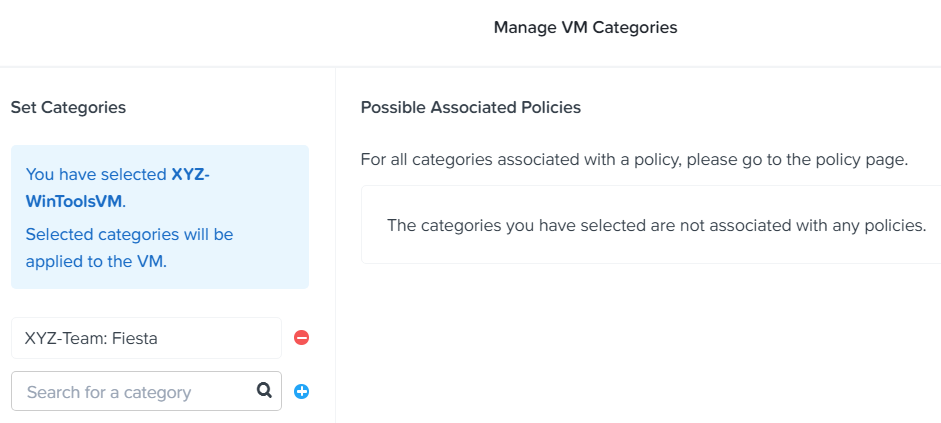 Manage VM Categories
Set Categories
You have selected XYZ-
WinToolsVM.
Selected categories will be
applied to the VM.
XYZ-Team: Fiesta
Search for a category
Possible Associated Policies
For all categories associated with a policy, please go to the policy page.
The categories you have selected are not associated with any policies.